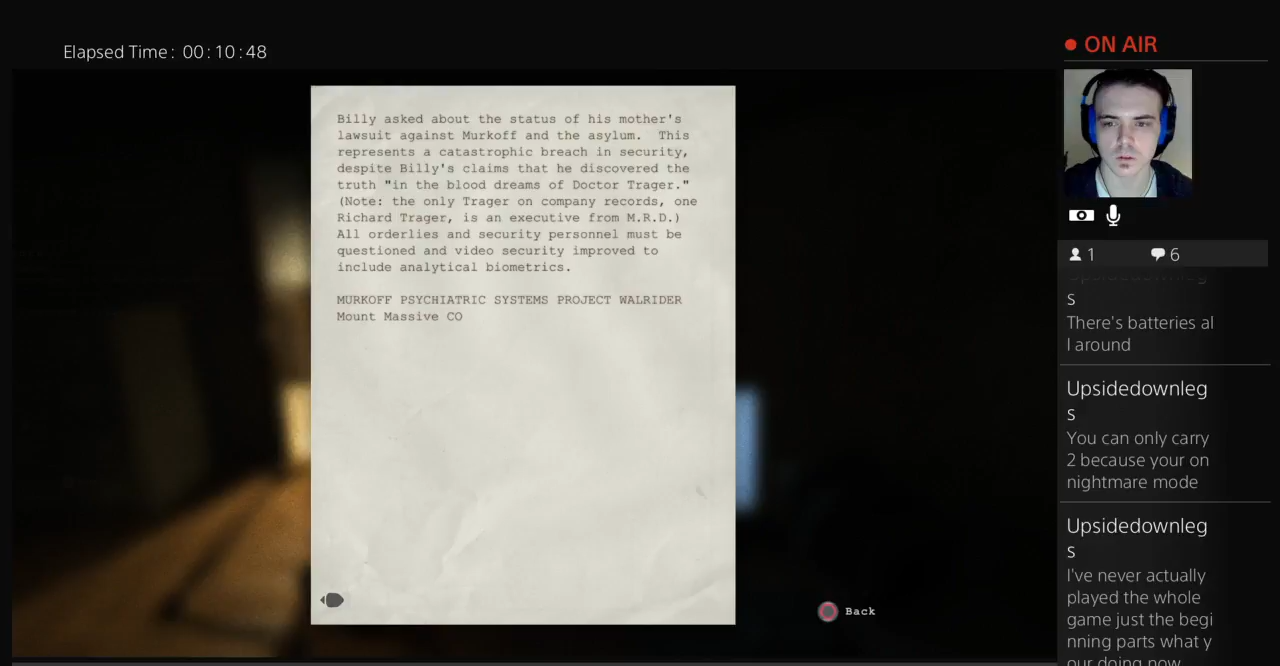 Elapsed Time: 00:10:48
ON AIR
Billy asked about the status of his mother's
lawsuit against Murkoff and the asylum.  This
represents a catastrophic breach in security,
despite Billy's claims that he discovered the
truth "in the blood dreams of Doctor Trager."
(Note: the only Trager on company records, one
Richard Trager, is an executive from M.R.D.)
All orderlies and security personnel must be
questioned and video security improved to
include analytical biometrics.
MURKOFF PSYCHIATRIC SYSTEMS PROJECT WALRIDER
Mount Massive CO
Back
1
6
Upsidedownleg
s
There's batteries al
l around
Upsidedownleg
s
You can only carry
2 because your on
nightmare mode
Upsidedownleg
s
I've never actually
played the whole
game just the begi
nning parts what y
our doing now